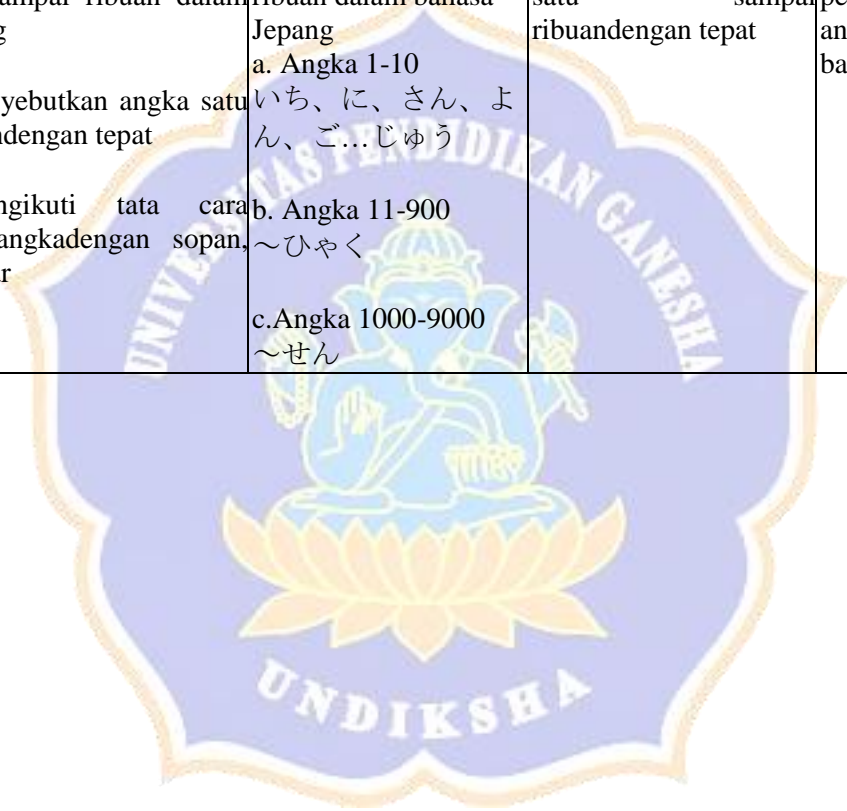 ribuan dalam
g
yebutkan angka satu
ndengan tepat
ngikuti tata cara
angkadengan sopan,
ar
ribuan dalam bahasa
Jepang
a. Angka 1-10
いち、に、さん、よ
ん、ご…じゅう
b. Angka 11-900
～ひゃく
c.Angka 1000-9000
～せん
satu sampai
ribuandengan tepat
pe
an
ba
UNIVERSITAS PENDIDIKAN GANESHA
UNDIKSHA